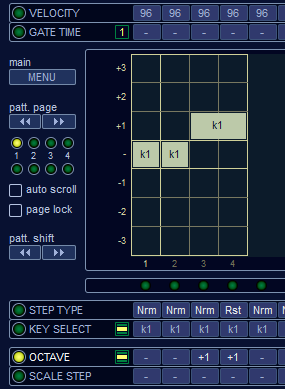 VELOCITY 96 96 96 96 96
GATE TIME 1 - - - - -
main
MENU
patt. page
1 2 3 4
auto scroll
page lock
patt. shift
+3
+2
+1 k1
- k1 k1
-1
-2
-3
1 2 3 4
STEP TYPE Nrm Nrm Nrm Rst Nrm
KEY SELECT k1 k1 k1 k1 k1
OCTAVE - - +1 +1 -
SCALE STEP - - - - -